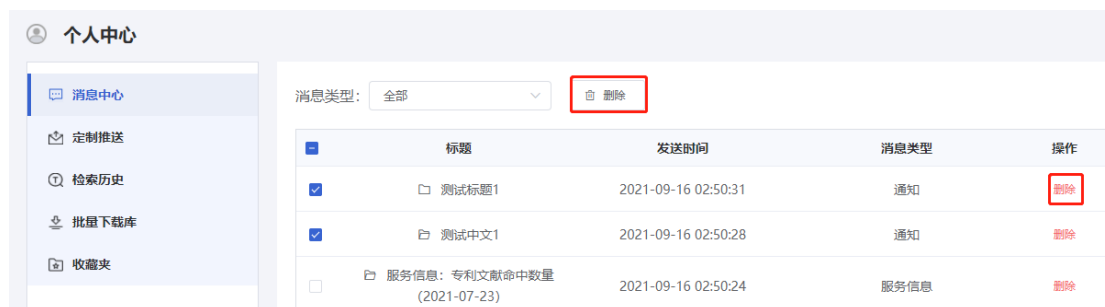 个人中心
消息中心
定制推送
检索历史
批量下载库
收藏夹
消息类型： 全部 删除
标题 发送时间 消息类型 操作
测试标题1 2021-09-16 02:50:31 通知 删除
测试中文1 2021-09-16 02:50:28 通知 删除
服务信息：专利文献命中数量
(2021-07-23) 2021-09-16 02:50:24 服务信息 删除